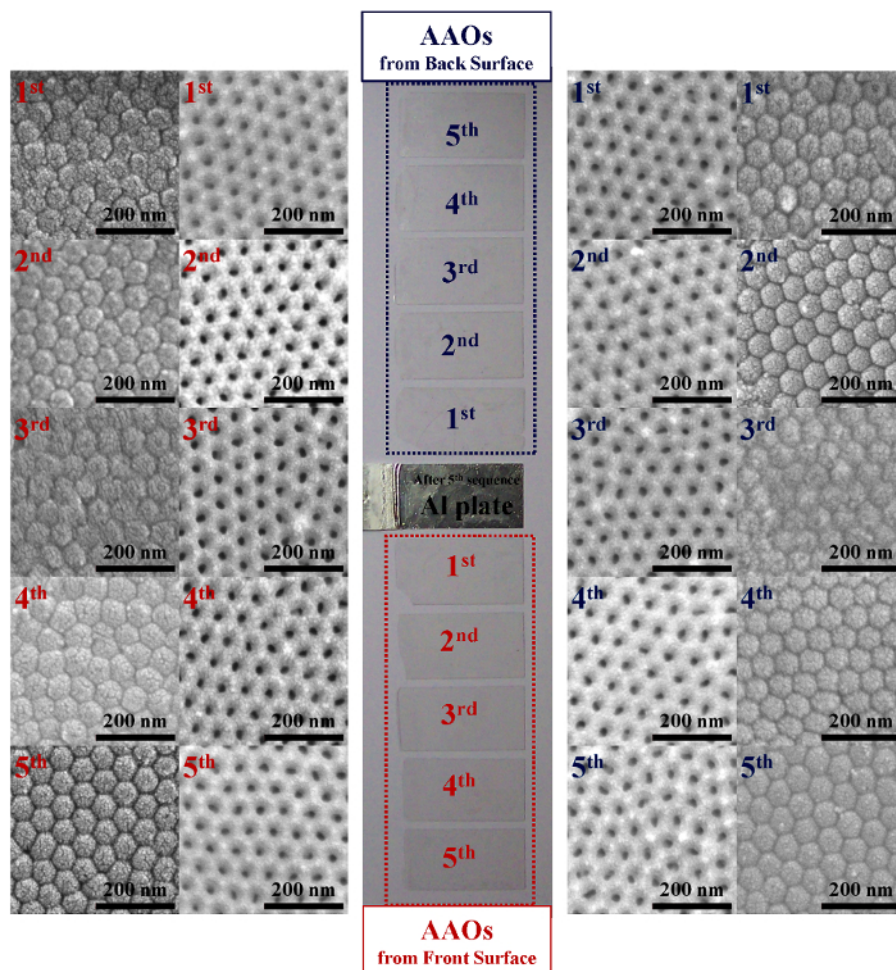 AAOs
from Back Surface
1st
200 nm
1st
200 nm
2nd
200 nm
2nd
200 nm
3rd
200 nm
3rd
200 nm
4th
200 nm
4th
200 nm
5th
200 nm
5th
200 nm
5th
4th
3rd
2nd
1st
After 5th sequence
Al plate
1st
2nd
3rd
4th
5th
1st
200 nm
1st
200 nm
2nd
200 nm
2nd
200 nm
3rd
200 nm
3rd
200 nm
4th
200 nm
4th
200 nm
5th
200 nm
5th
200 nm
AAOs
from Front Surface